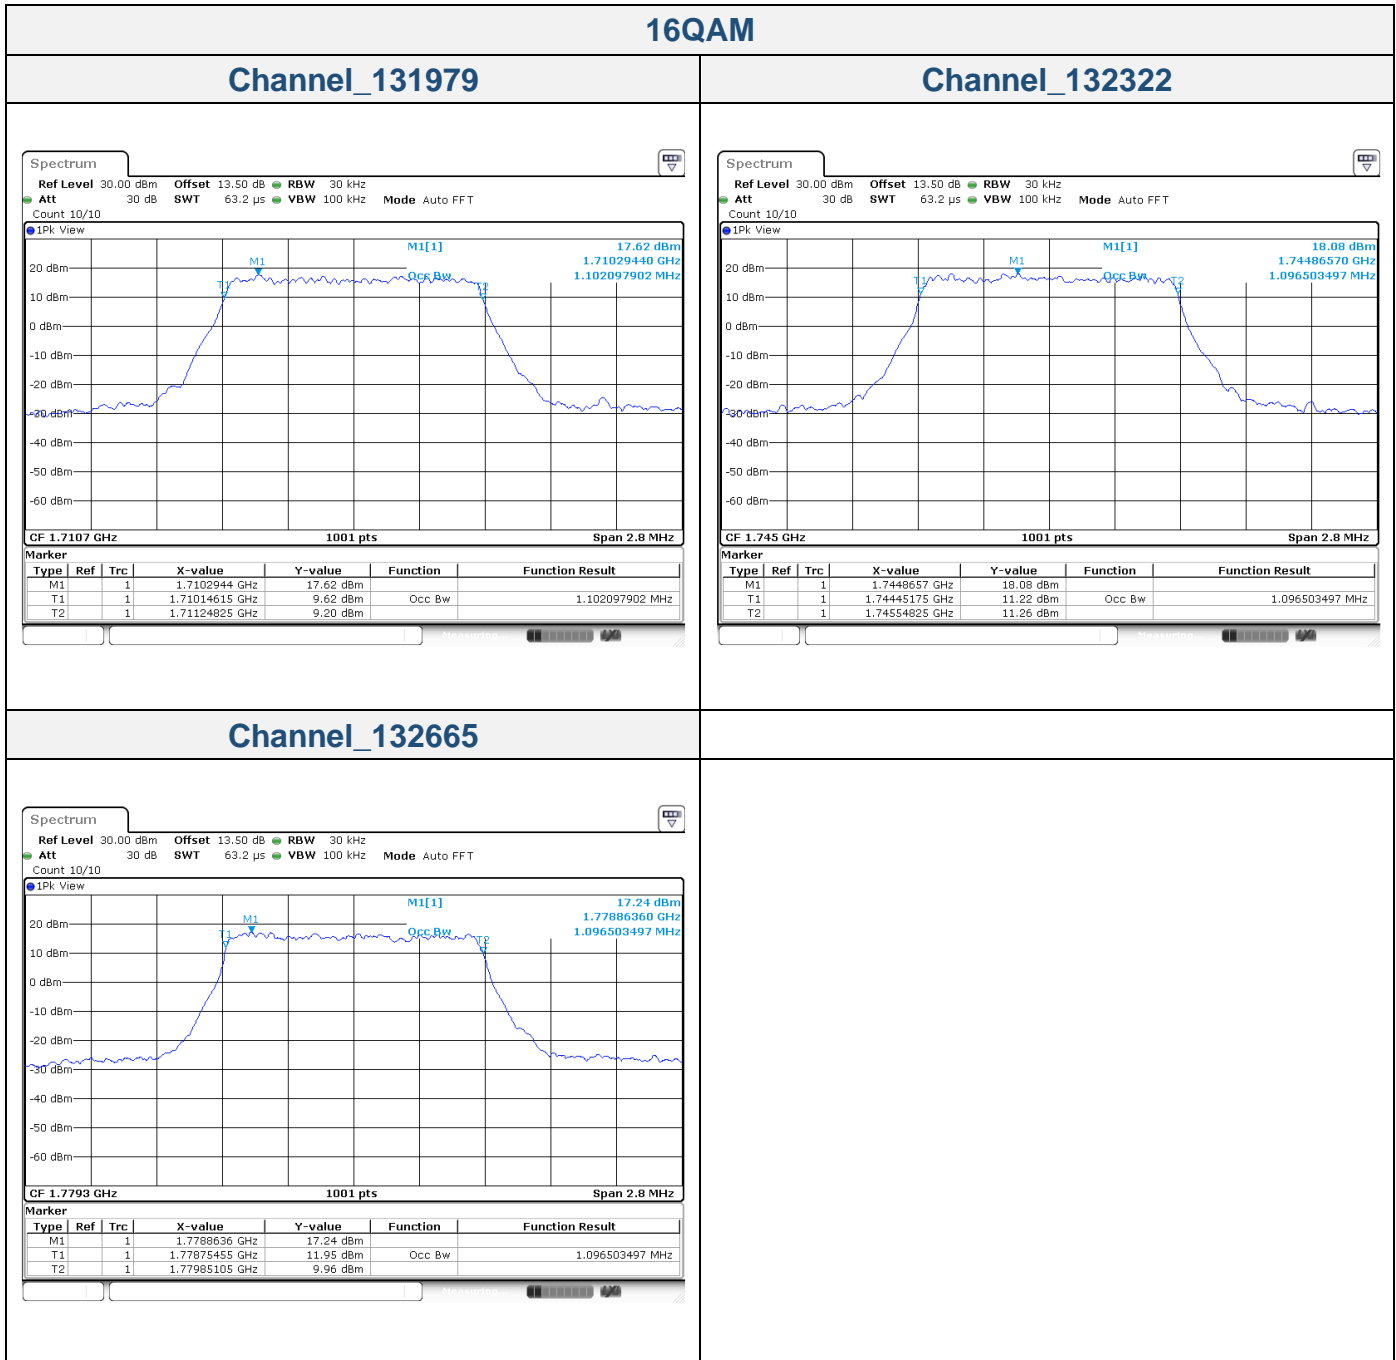 16QAM
Channel_131979
Channel_132322
Spectrum
Ref Level 30.00 dBm Offset 13.50 dB RBW 30 kHz
Att 30 dB SWT 63.2 µs VBW 100 kHz Mode Auto FFT
Count 10/10
1Pk View
M1[1] 17.62 dBm
1.71029440 GHz
Occ Bw 1.102097902 MHz
M1
T1
T2
20 dBm
10 dBm
0 dBm
-10 dBm
-20 dBm
-30 dBm
-40 dBm
-50 dBm
-60 dBm
CF 1.7107 GHz 1001 pts Span 2.8 MHz
Marker
Type Ref Trc X-value Y-value Function Function Result
M1 1 1.7102944 GHz 17.62 dBm
T1 1 1.71014615 GHz 9.62 dBm Occ Bw 1.102097902 MHz
T2 1 1.71124825 GHz 9.20 dBm
Measuring...
Spectrum
Ref Level 30.00 dBm Offset 13.50 dB RBW 30 kHz
Att 30 dB SWT 63.2 µs VBW 100 kHz Mode Auto FFT
Count 10/10
1Pk View
M1[1] 18.08 dBm
1.74486570 GHz
Occ Bw 1.096503497 MHz
M1
T1
T2
20 dBm
10 dBm
0 dBm
-10 dBm
-20 dBm
-30 dBm
-40 dBm
-50 dBm
-60 dBm
CF 1.745 GHz 1001 pts Span 2.8 MHz
Marker
Type Ref Trc X-value Y-value Function Function Result
M1 1 1.7448657 GHz 18.08 dBm
T1 1 1.74445175 GHz 11.22 dBm Occ Bw 1.096503497 MHz
T2 1 1.74554825 GHz 11.26 dBm
Measuring...
Channel_132665
Spectrum
Ref Level 30.00 dBm Offset 13.50 dB RBW 30 kHz
Att 30 dB SWT 63.2 µs VBW 100 kHz Mode Auto FFT
Count 10/10
1Pk View
M1[1] 17.24 dBm
1.77886360 GHz
Occ Bw 1.096503497 MHz
M1
T1
T2
20 dBm
10 dBm
0 dBm
-10 dBm
-20 dBm
-30 dBm
-40 dBm
-50 dBm
-60 dBm
CF 1.7793 GHz 1001 pts Span 2.8 MHz
Marker
Type Ref Trc X-value Y-value Function Function Result
M1 1 1.7788636 GHz 17.24 dBm
T1 1 1.77875455 GHz 11.95 dBm Occ Bw 1.096503497 MHz
T2 1 1.77985105 GHz 9.96 dBm
Measuring...